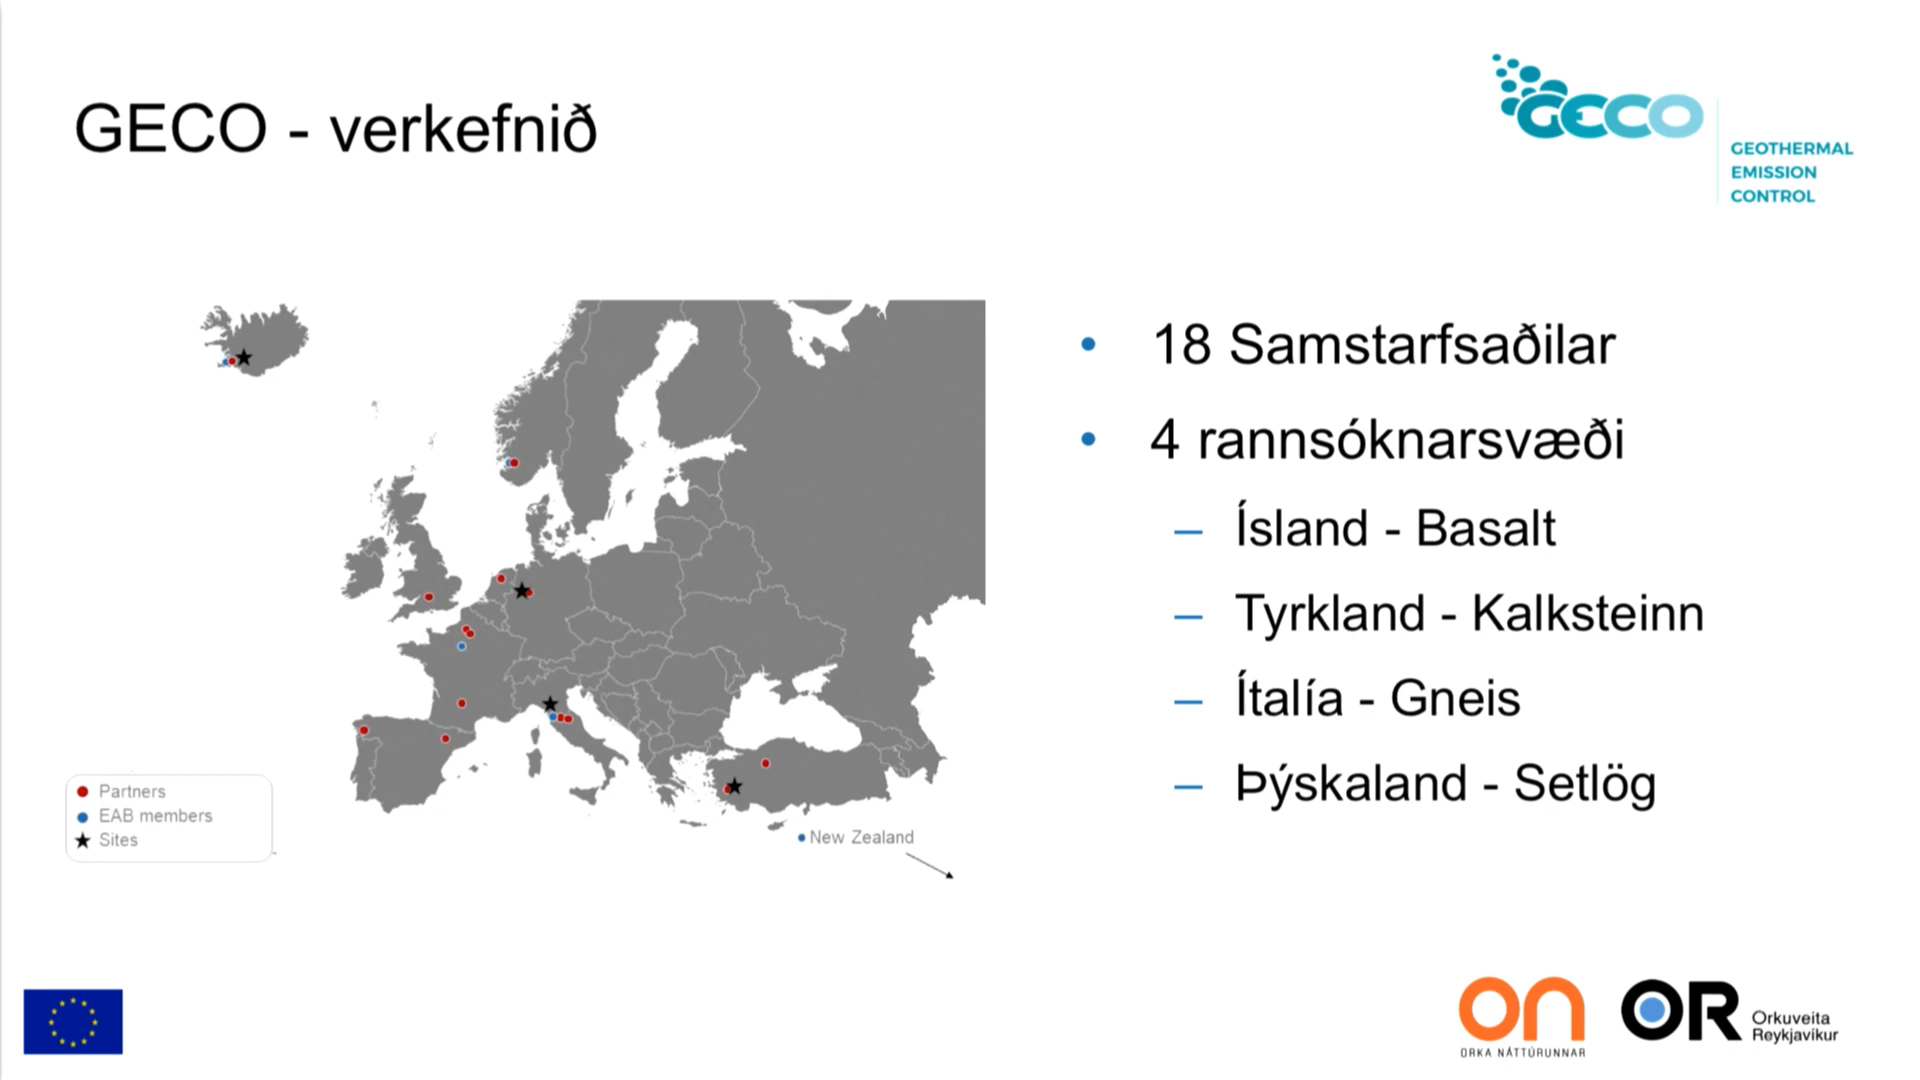 GECO - verkefnið
GECO
GEOTHERMAL
EMISSION
CONTROL
Partners
EAB members
Sites
New Zealand
18 Samstarfsaðilar
4 rannsóknarsvæði
Ísland - Basalt
Tyrkland - Kalksteinn
Ítalía - Gneis
Þýskaland - Setlög
on
ORKA NÁTTÚRUNNAR
OR
Orkuveita
Reykjavíkur